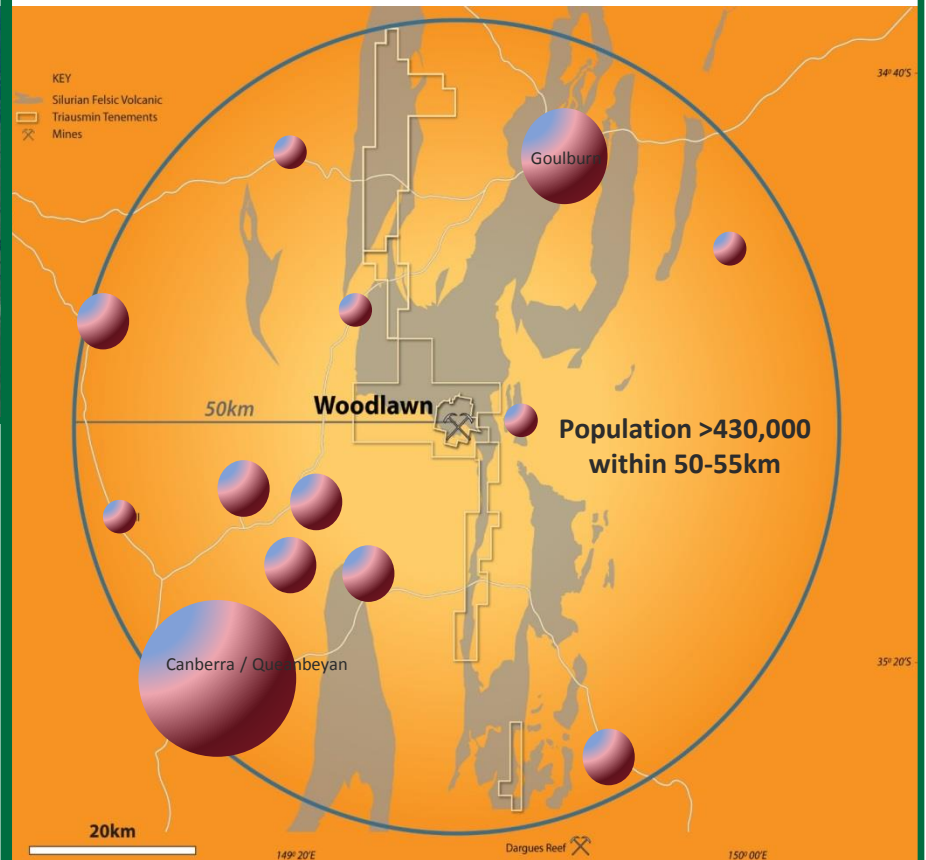 KEY
Silurian Felsic Volcanic
Triausmin Tenements
Mines
34º 40'S
Goulburn
50km
Woodlawn
Population >430,000
within 50-55km
Canberra / Queanbeyan
35º 20'S
20km
149º 20'E
Dargues Reef
150º 00'E